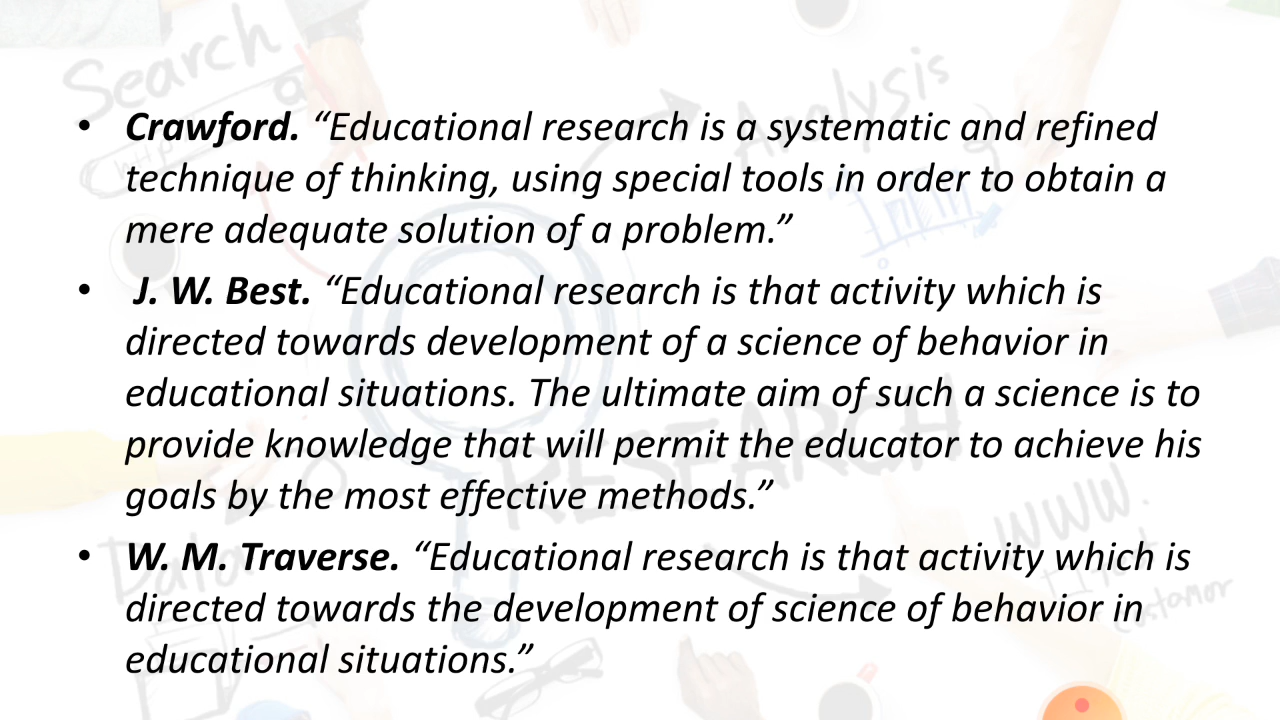 Search
Analysis
• Crawford. “Educational research is a systematic and refined
technique of thinking, using special tools in order to obtain a
mere adequate solution of a problem.”
• J. W. Best. “Educational research is that activity which is
directed towards development of a science of behavior in
educational situations. The ultimate aim of such a science is to
provide knowledge that will permit the educator to achieve his
goals by the most effective methods.”
RESEARCH
WWW.
• W. M. Traverse. “Educational research is that activity which is
directed towards the development of science of behavior in
educational situations.”